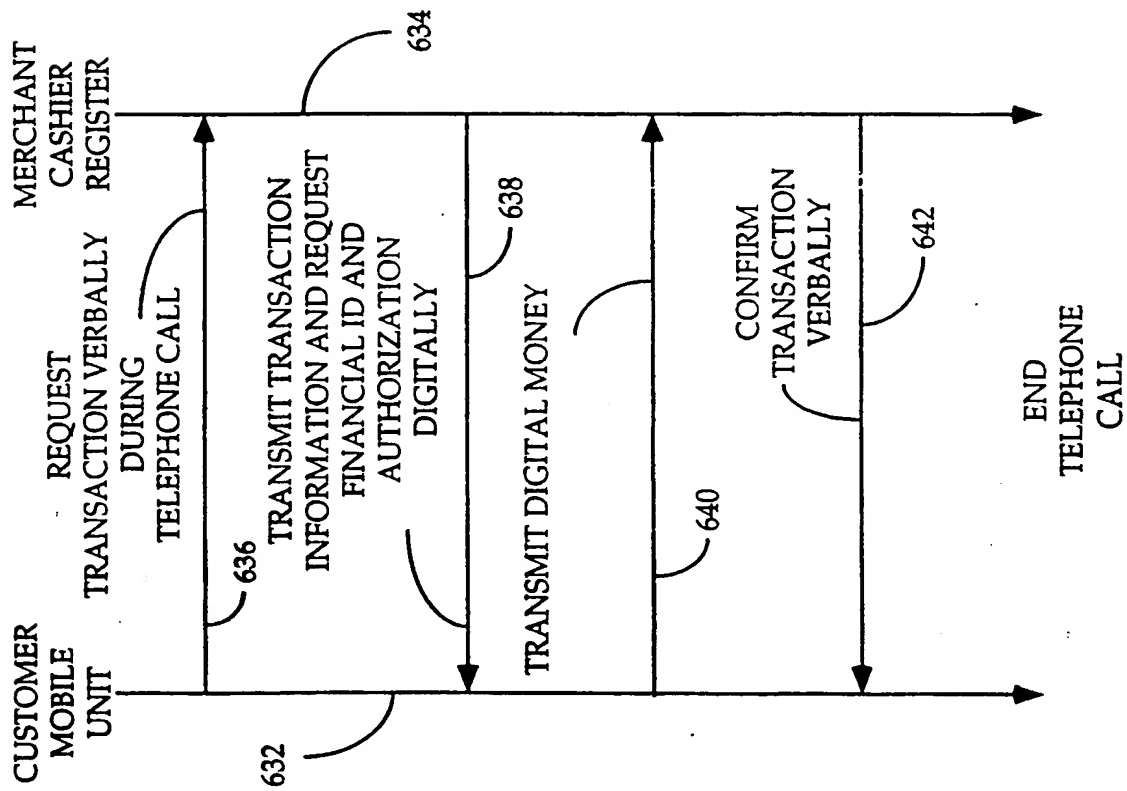 CUSTOMER
MOBILE
UNIT
REQUEST
TRANSACTION VERBALLY
DURING
TELEPHONE CALL
MERCHANT
CASHIER
REGISTER
636
634
TRANSMIT TRANSACTION
INFORMATION AND REQUEST
FINANCIAL ID AND
AUTHORIZATION
DIGITALLY
632
638
TRANSMIT DIGITAL MONEY
640
CONFIRM
TRANSACTION
VERBALLY
642
END
TELEPHONE
CALL